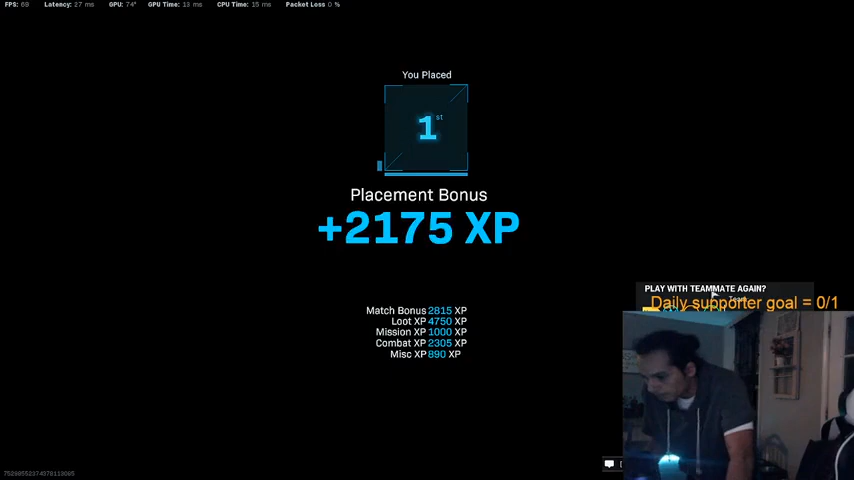 FPS: 69 Latency: 27 ms GPU: 74° GPU Time: 13 ms CPU Time: 15 ms Packet Loss 0 %
You Placed
1st
Placement Bonus
+2175 XP
PLAY WITH TEAMMATE AGAIN?
Daily supporter goal = 0/1
Match Bonus 2815 XP
Loot XP 4750 XP
Mission XP 1000 XP
Combat XP 2305 XP
Misc XP 890 XP